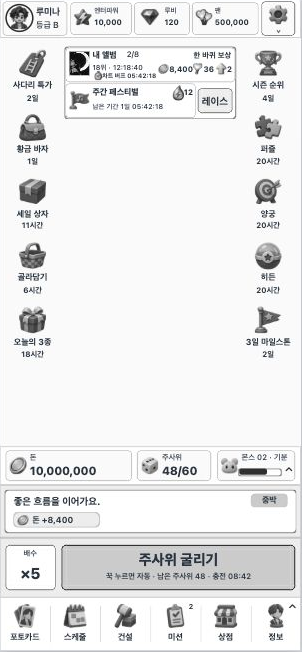 루미나
등급 B
엔터파워
10,000
루비
120
팬
500,000
내 앨범 2/8 한 바퀴 보상
18위 · 12:18:40
8,400 36 2
차트 버프 05:42:18
주간 페스티벌
12
남은 기간 1일 05:42:18
레이스
사다리 특가
2일
황금 바자
1일
세일 상자
11시간
골라담기
6시간
오늘의 3종
18시간
시즌 순위
4일
퍼즐
20시간
양궁
20시간
히든
20시간
3일 마일스톤
2일
돈
10,000,000
주사위
48/60
몬스 02 · 기분
좋은 흐름을 이어가요.
중박
돈 +8,400
배수
×5
주사위 굴리기
꾹 누르면 자동 · 남은 주사위 48 · 충전 08:42
포토카드
스케줄
건설
2
미션
상점
정보